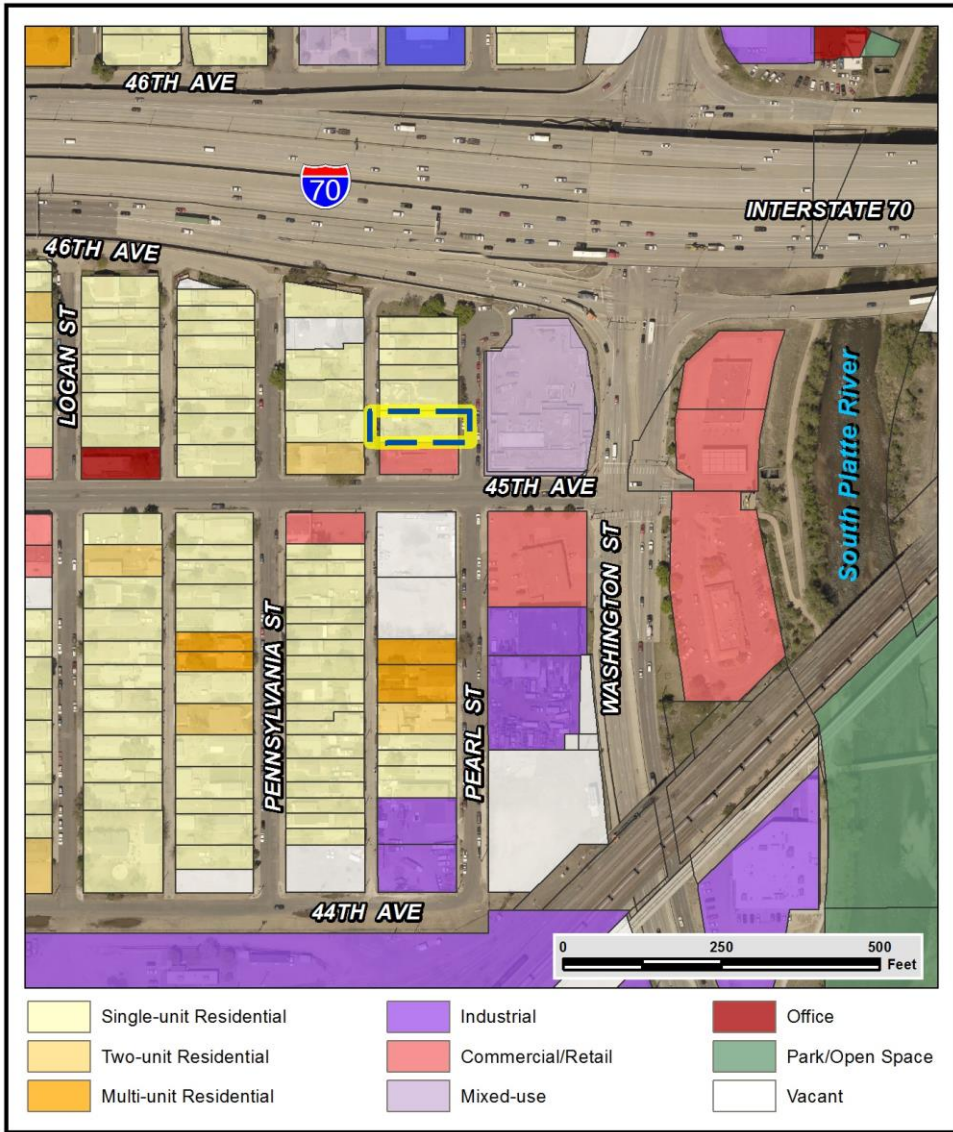 46TH AVE
70
INTERSTATE 70
46TH AVE
LOGAN ST
South Platte River
45TH AVE
WASHINGTON ST
PENNSYLVANIA ST
PEARL ST
44TH AVE
0 250 500
Feet
Single-unit Residential
Industrial
Office
Two-unit Residential
Commercial/Retail
Park/Open Space
Multi-unit Residential
Mixed-use
Vacant